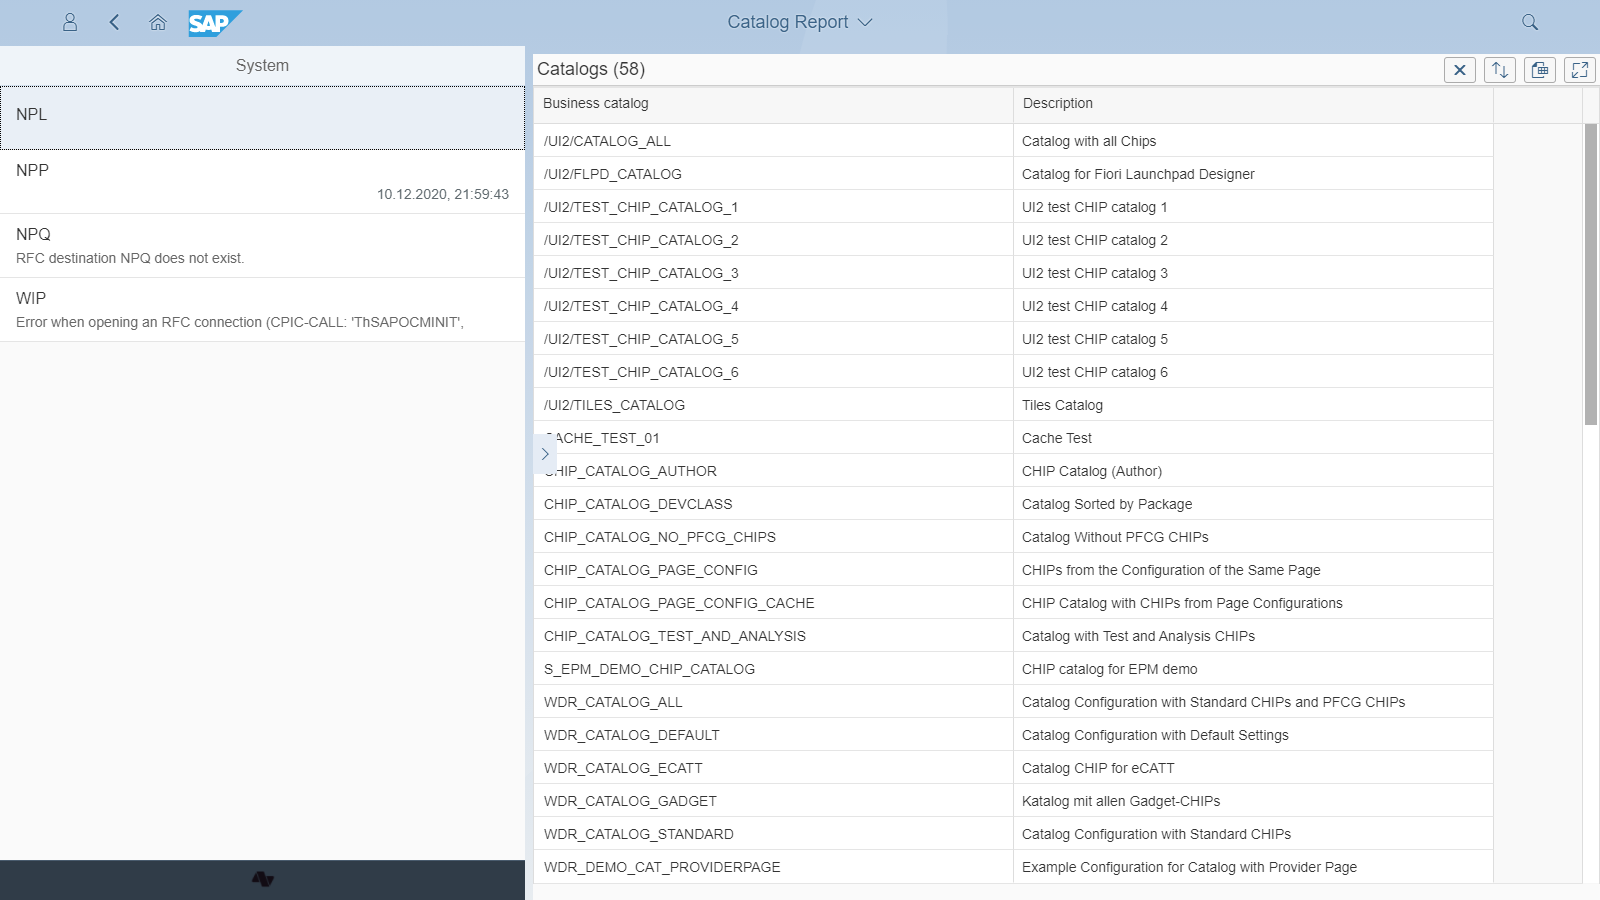 SAP
Catalog Report
System
NPL
NPP
10.12.2020, 21:59:43
NPQ
RFC destination NPQ does not exist.
WIP
Error when opening an RFC connection (CPIC-CALL: 'ThSAPOCMINIT',
Catalogs (58)
Business catalog Description
/UI2/CATALOG_ALL Catalog with all Chips
/UI2/FLPD_CATALOG Catalog for Fiori Launchpad Designer
/UI2/TEST_CHIP_CATALOG_1 UI2 test CHIP catalog 1
/UI2/TEST_CHIP_CATALOG_2 UI2 test CHIP catalog 2
/UI2/TEST_CHIP_CATALOG_3 UI2 test CHIP catalog 3
/UI2/TEST_CHIP_CATALOG_4 UI2 test CHIP catalog 4
/UI2/TEST_CHIP_CATALOG_5 UI2 test CHIP catalog 5
/UI2/TEST_CHIP_CATALOG_6 UI2 test CHIP catalog 6
/UI2/TILES_CATALOG Tiles Catalog
CACHE_TEST_01 Cache Test
CHIP_CATALOG_AUTHOR CHIP Catalog (Author)
CHIP_CATALOG_DEVCLASS Catalog Sorted by Package
CHIP_CATALOG_NO_PFCG_CHIPS Catalog Without PFCG CHIPs
CHIP_CATALOG_PAGE_CONFIG CHIPs from the Configuration of the Same Page
CHIP_CATALOG_PAGE_CONFIG_CACHE CHIP Catalog with CHIPs from Page Configurations
CHIP_CATALOG_TEST_AND_ANALYSIS Catalog with Test and Analysis CHIPs
S_EPM_DEMO_CHIP_CATALOG CHIP catalog for EPM demo
WDR_CATALOG_ALL Catalog Configuration with Standard CHIPs and PFCG CHIPs
WDR_CATALOG_DEFAULT Catalog Configuration with Default Settings
WDR_CATALOG_ECATT Catalog CHIP for eCATT
WDR_CATALOG_GADGET Katalog mit allen Gadget-CHIPs
WDR_CATALOG_STANDARD Catalog Configuration with Standard CHIPs
WDR_DEMO_CAT_PROVIDERPAGE Example Configuration for Catalog with Provider Page